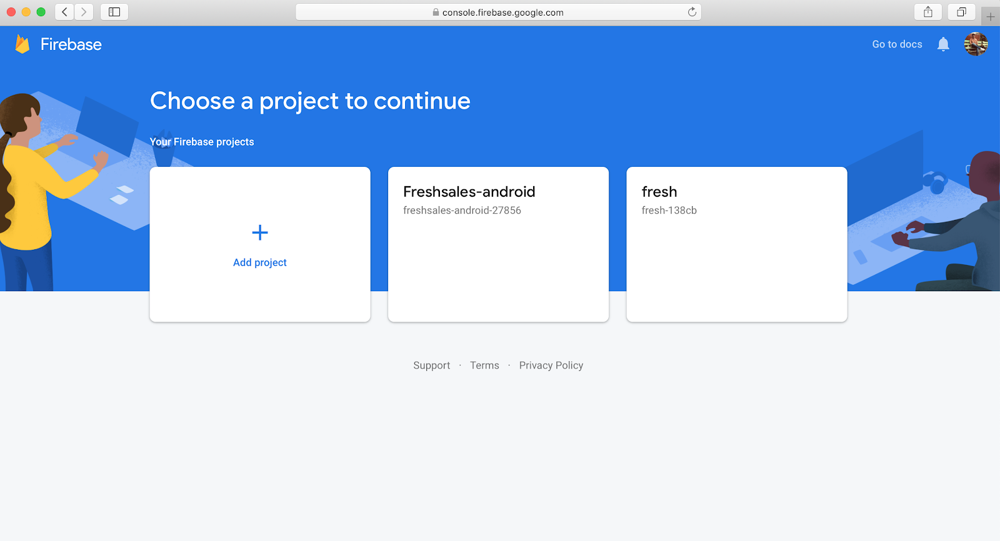 console.firebase.google.com
Firebase
Go to docs
Choose a project to continue
Your Firebase projects
Add project
Freshsales-android
freshsales-android-27856
fresh
fresh-138cb
Support · Terms · Privacy Policy